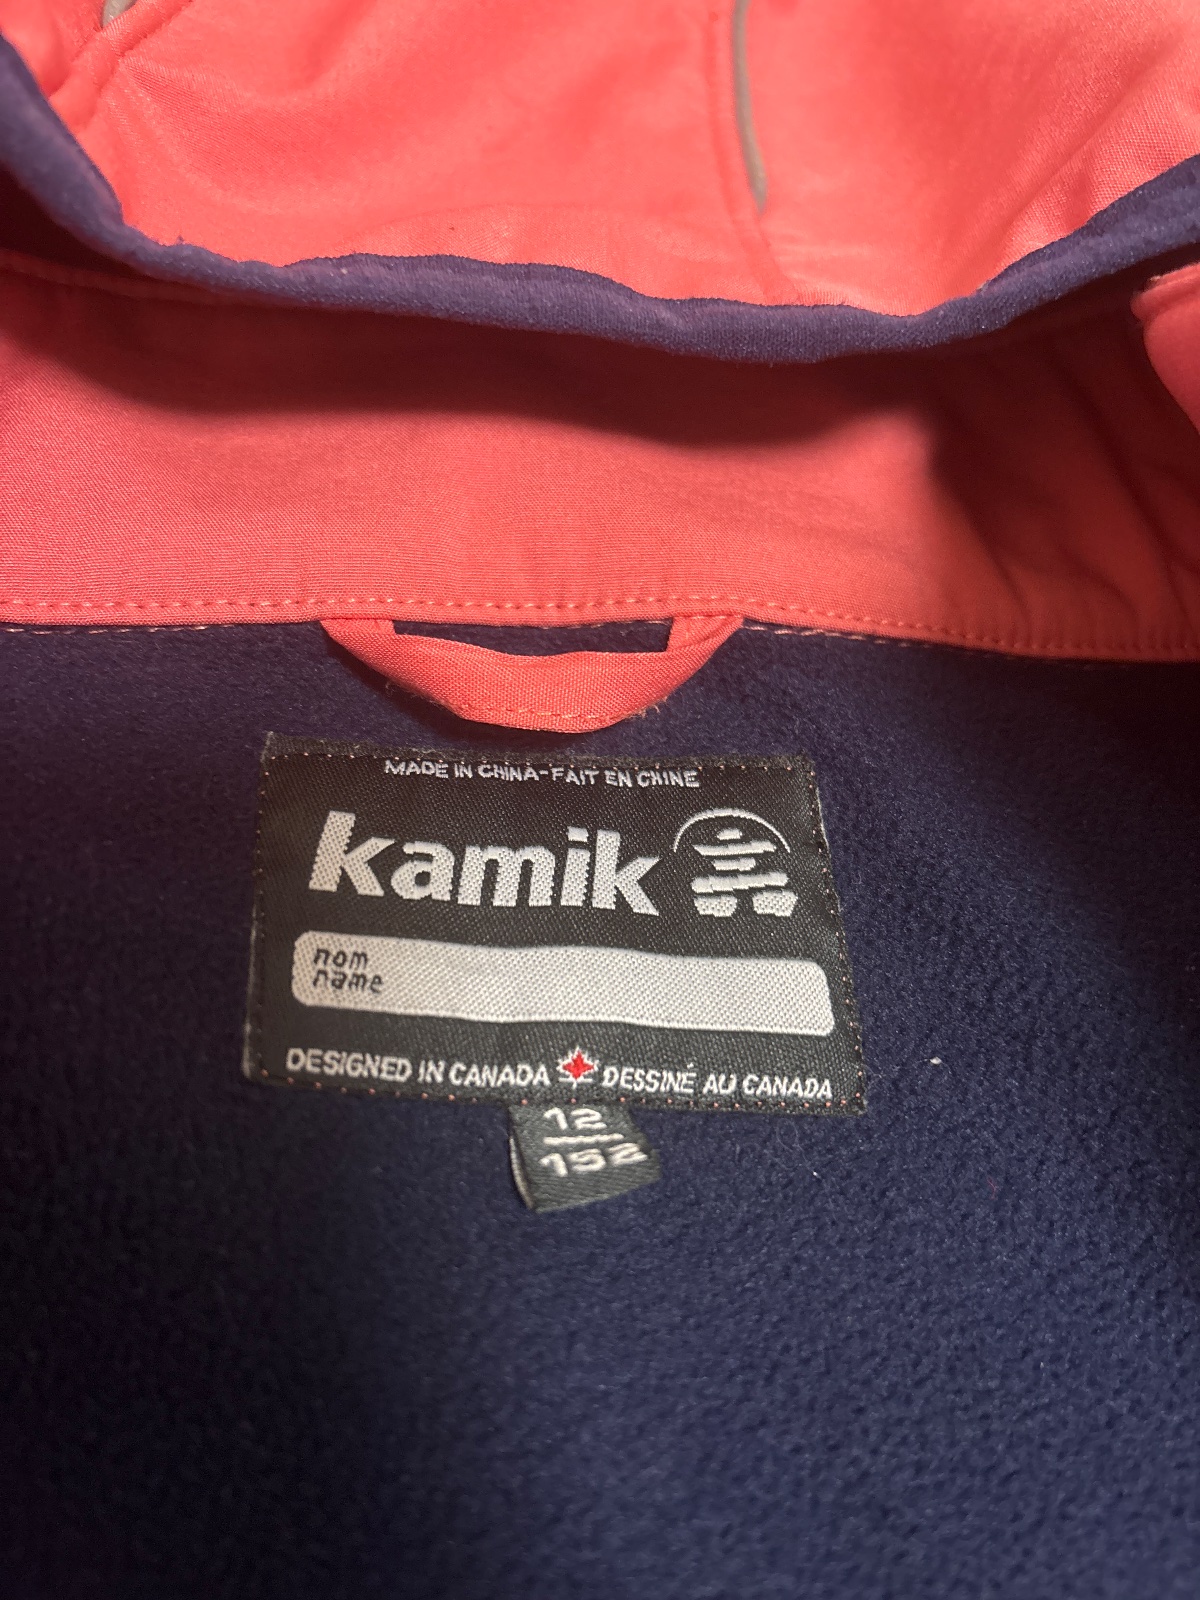 MADE IN CHINA-FAIT EN CHINE
kamik
nom
name
DESIGNED IN CANADA DESSINÉ AU CANADA
12
152